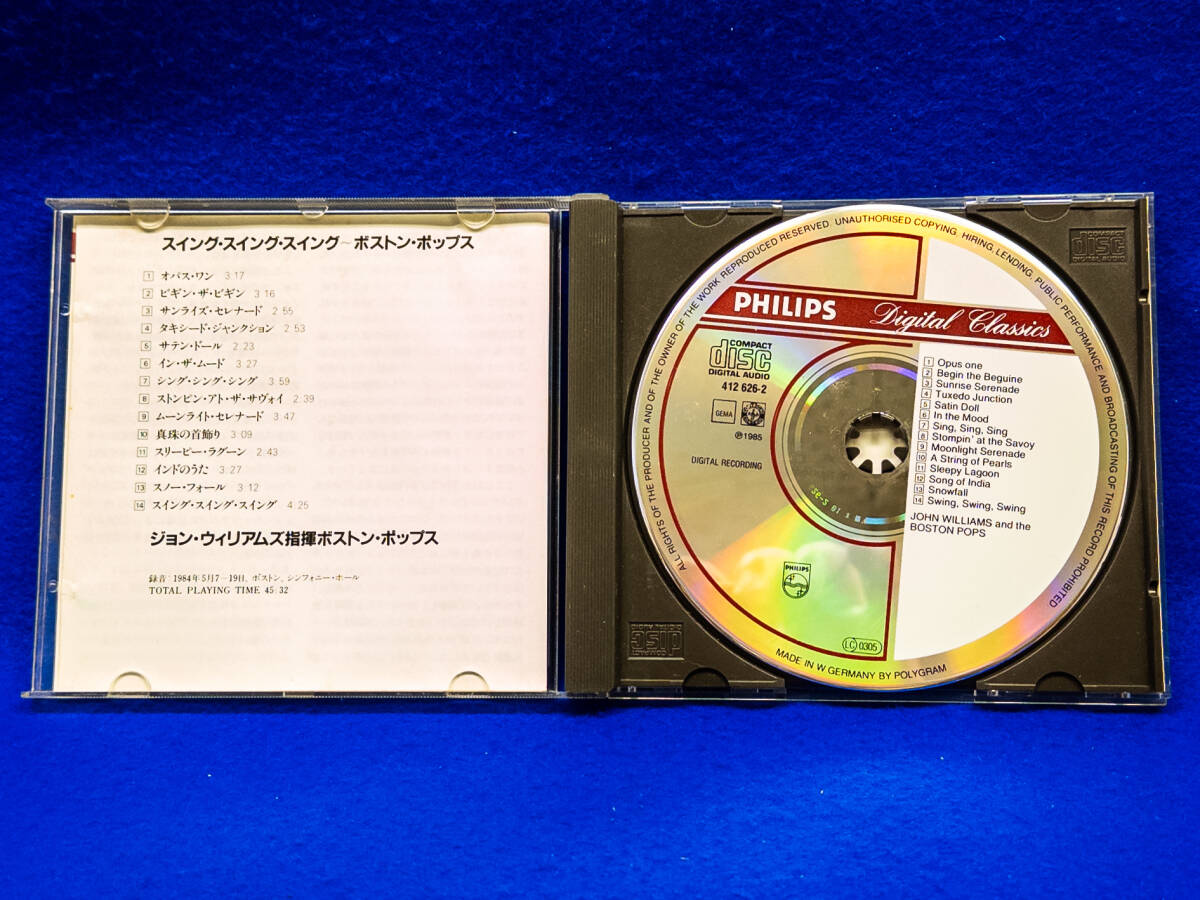 スイング・スイング・スイング〜ボストン・ポップス
1 オパス・ワン 3.17
2 ビギン・ザ・ビギン 3.16
3 サンライズ・セレナード 2.55
4 タキシード・ジャンクション 2.53
5 サテン・ドール 2.23
6 イン・ザ・ムード 3.27
7 シング・シング・シング 3.59
8 ストンピン・アト・ザ・サヴォイ 2.39
9 ムーンライト・セレナード 3.47
10 真珠の首飾り 3.09
11 スリーピー・ラグーン 2.43
12 インドのうた 3.27
13 スノー・フォール 3.12
14 スイング・スイング・スイング 4.25
ジョン・ウィリアムズ指揮ボストン・ポップス
録音：1984年5月7−19日, ボストン, シンフォニー・ホール
TOTAL PLAYING TIME 45:32
ALL RIGHTS OF THE PRODUCER AND OF THE OWNER OF THE WORK REPRODUCED RESERVED. UNAUTHORISED COPYING, HIRING, LENDING, PUBLIC PERFORMANCE AND BROADCASTING OF THIS RECORD PROHIBITED
PHILIPS Digital Classics
COMPACT
disc
DIGITAL AUDIO
412 626-2
GEMA
℗1985
DIGITAL RECORDING
PHILIPS
LC 0305
1 Opus one
2 Begin the Beguine
3 Sunrise Serenade
4 Tuxedo Junction
5 Satin Doll
6 In the Mood
7 Sing, Sing, Sing
8 Stompin' at the Savoy
9 Moonlight Serenade
10 A String of Pearls
11 Sleepy Lagoon
12 Song of India
13 Snowfall
14 Swing, Swing, Swing
JOHN WILLIAMS and the
BOSTON POPS
MADE IN W. GERMANY BY POLYGRAM
COMPACT
disc
DIGITAL AUDIO
COMPACT
disc
DIGITAL AUDIO